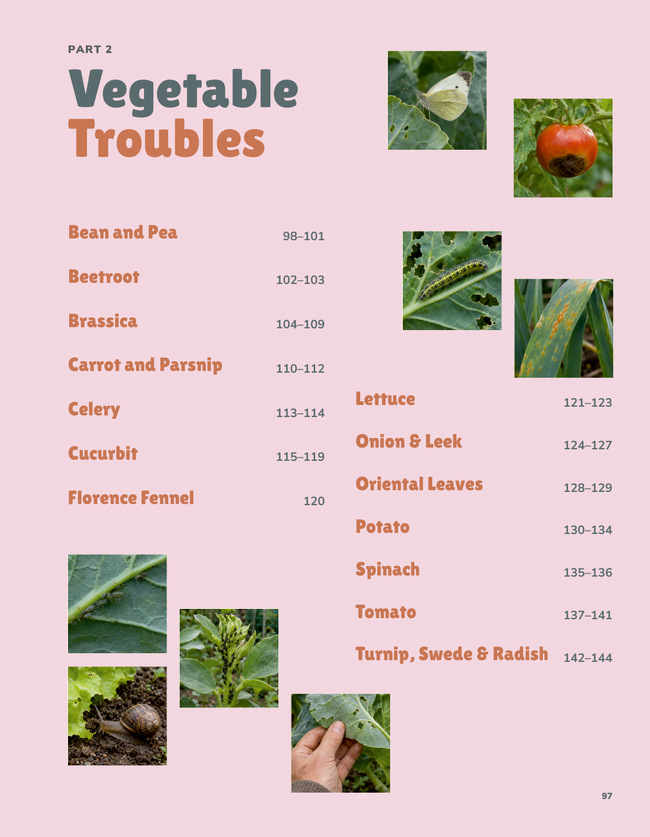 PART 2
Vegetable
Troubles
Bean and Pea 98–101
Beetroot 102–103
Brassica 104–109
Carrot and Parsnip 110–112
Celery 113–114
Cucurbit 115–119
Florence Fennel 120
Lettuce 121–123
Onion & Leek 124–127
Oriental Leaves 128–129
Potato 130–134
Spinach 135–136
Tomato 137–141
Turnip, Swede & Radish 142–144
97